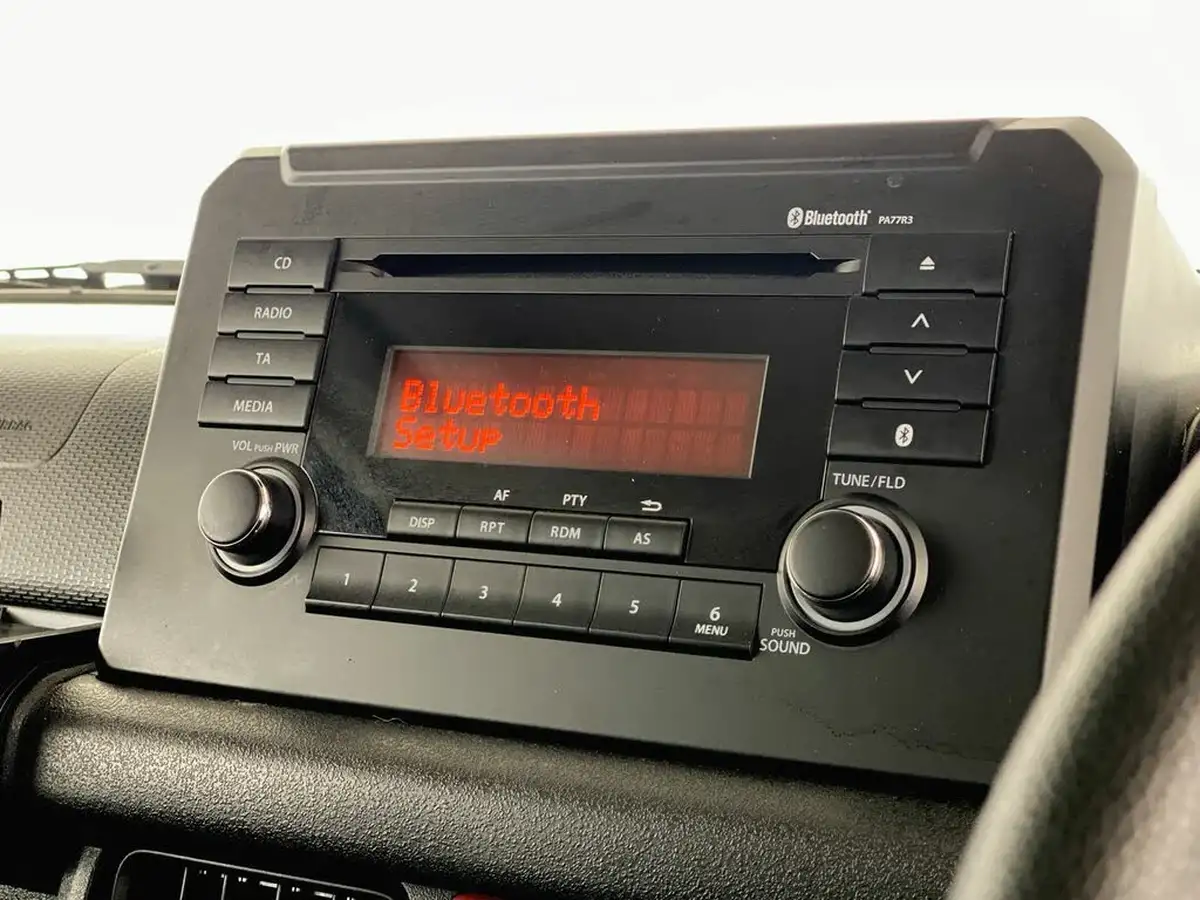 Bluetooth PA77R3
CD
RADIO
TA
MEDIA
VOL PUSH PWR
Bluetooth
Setup
AF PTY
DISP RPT RDM AS
1 2 3 4 5 6
MENU
TUNE/FLD
PUSH
SOUND